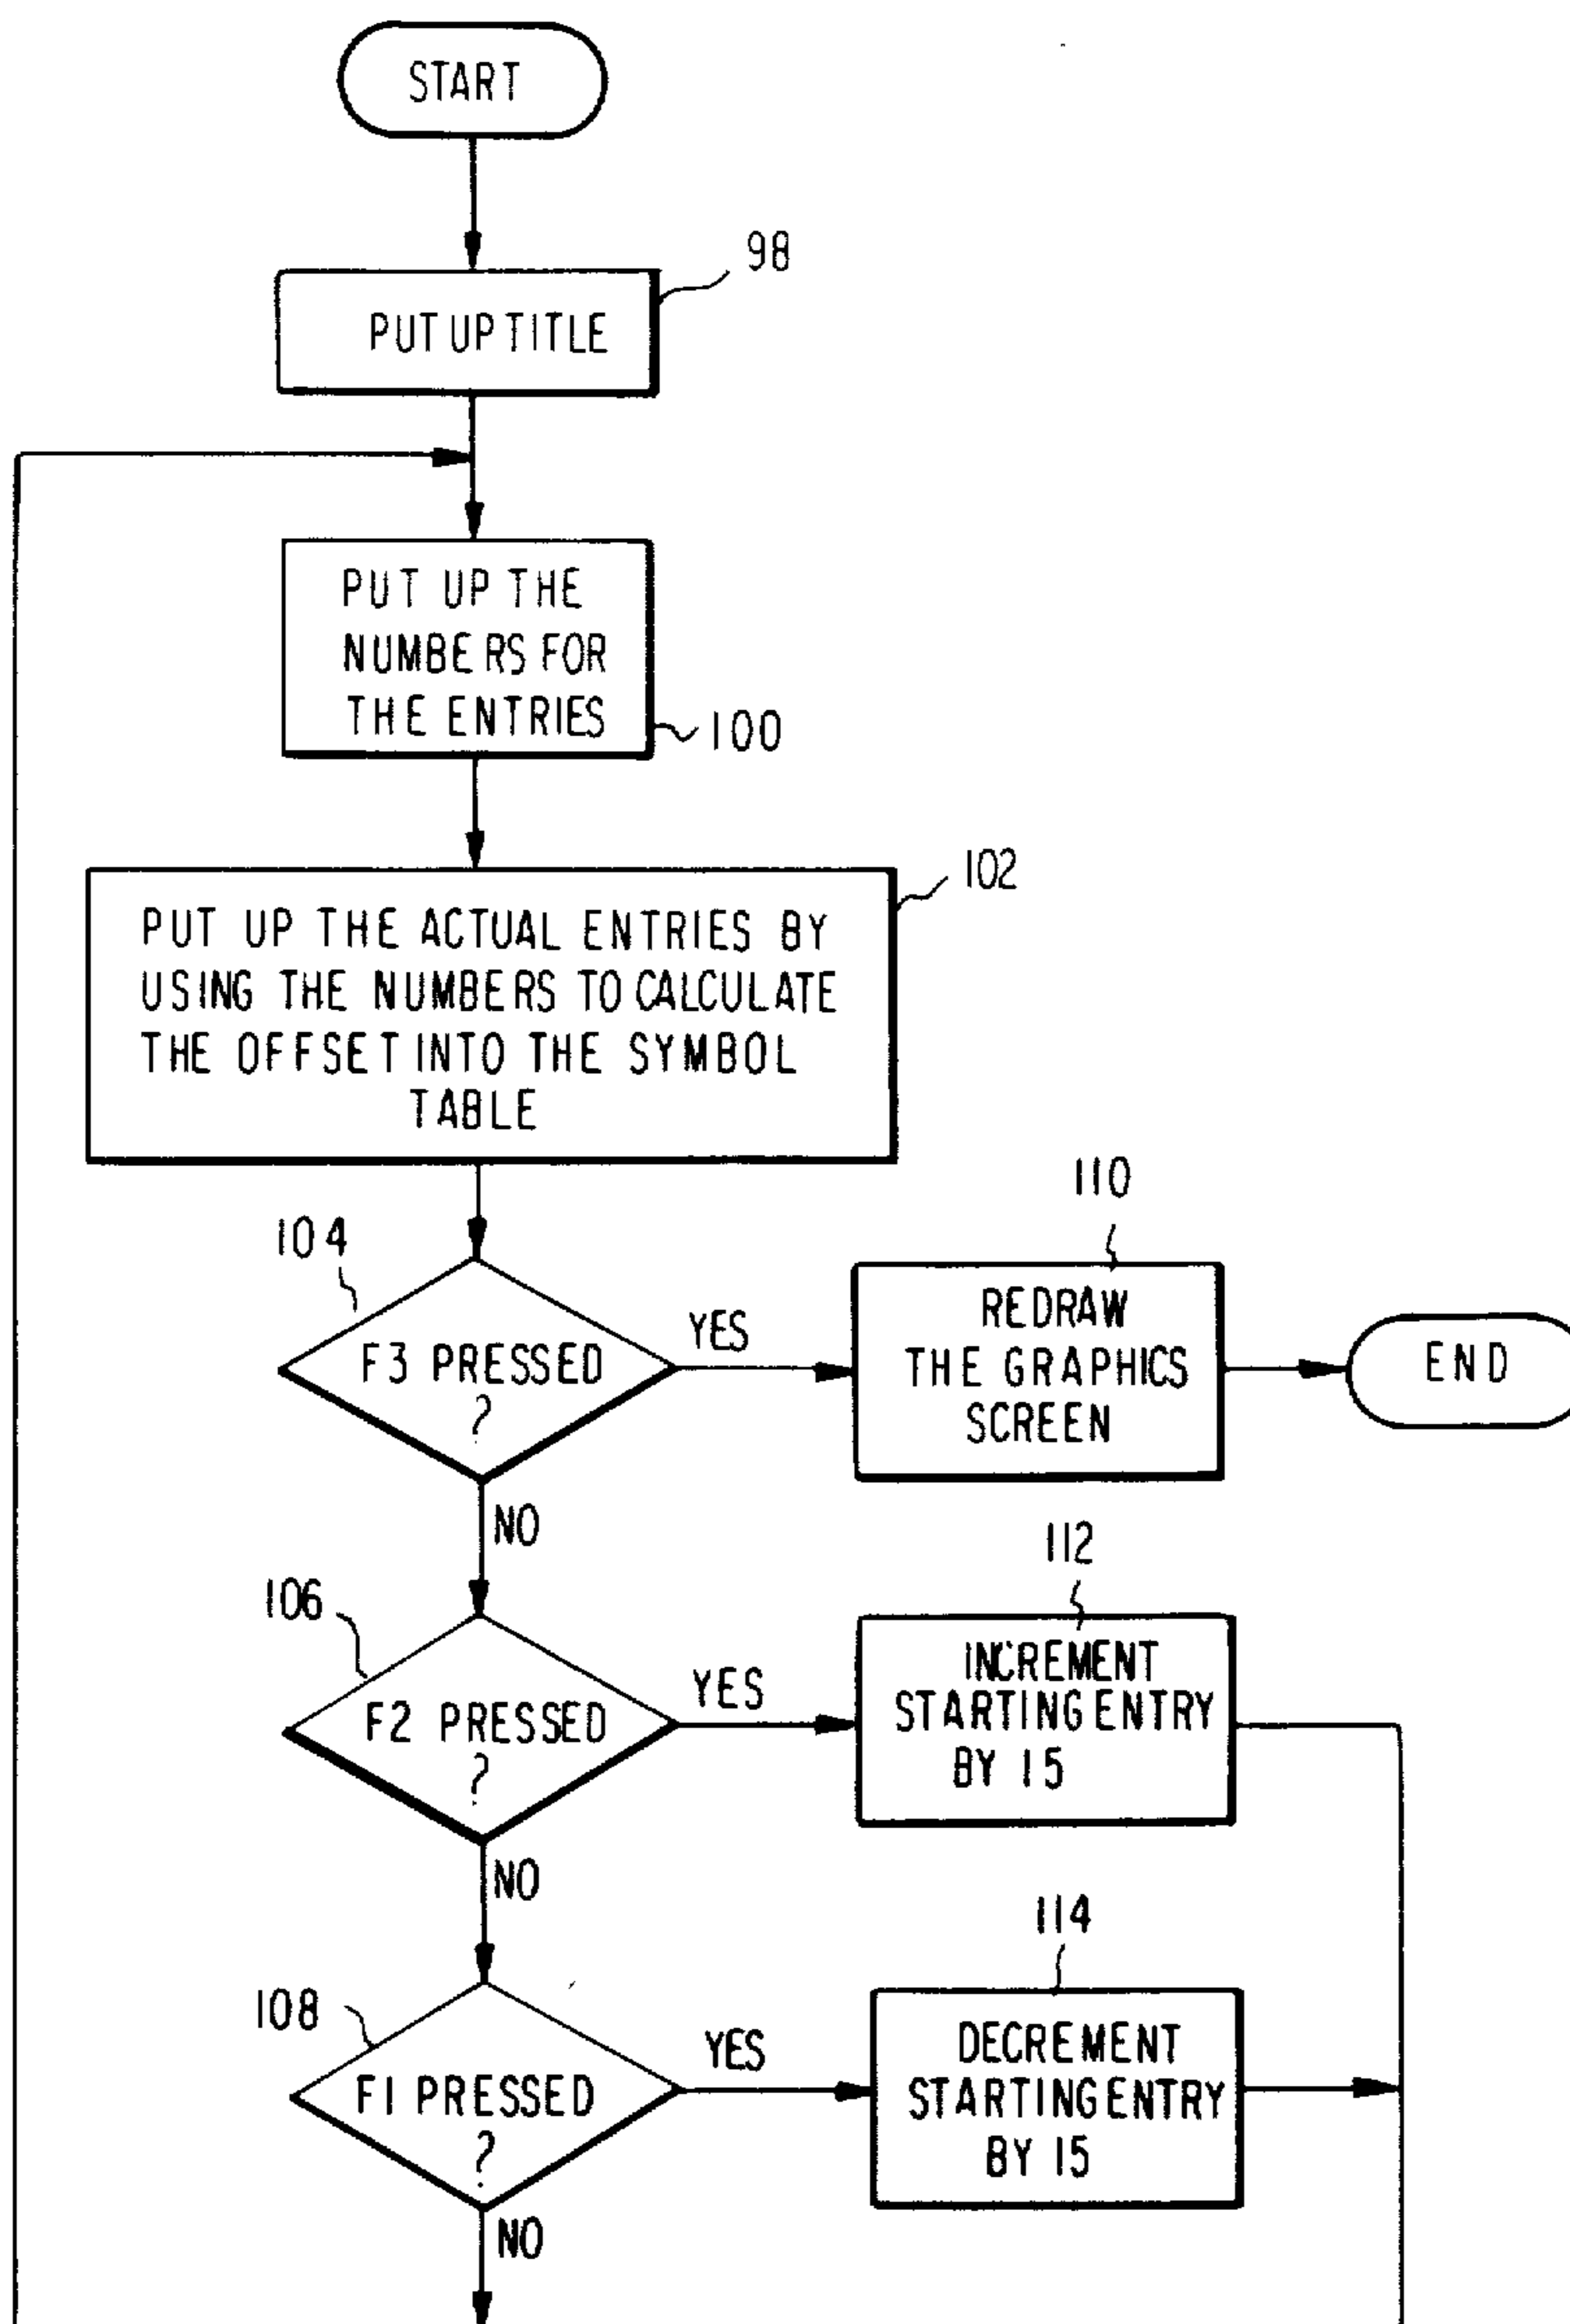 START
98
PUT UP TITLE
PUT UP THE
NUMBERS FOR
THE ENTRIES
100
102
PUT UP THE ACTUAL ENTRIES BY
USING THE NUMBERS TO CALCULATE
THE OFFSET INTO THE SYMBOL
TABLE
104
F3 PRESSED
?
YES
110
REDRAW
THE GRAPHICS
SCREEN
END
NO
106
F2 PRESSED
?
YES
112
INCREMENT
STARTING ENTRY
BY 15
NO
108
F1 PRESSED
?
YES
114
DECREMENT
STARTING ENTRY
BY 15
NO